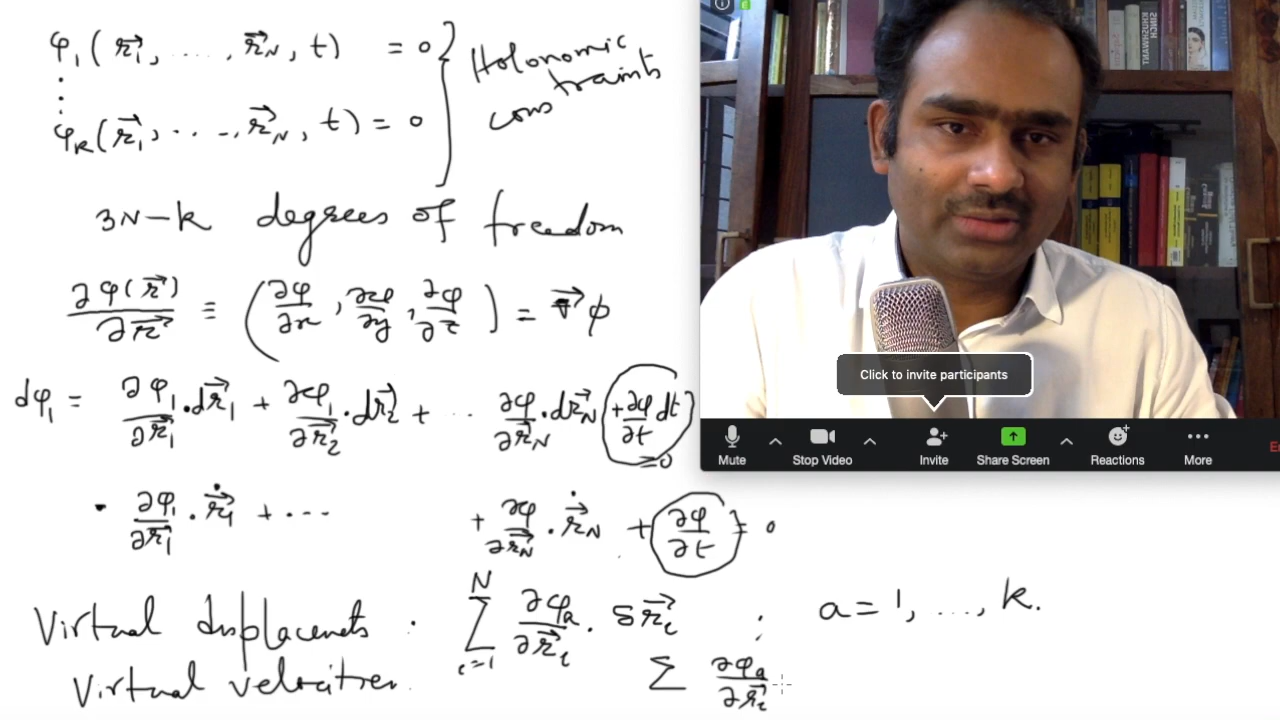 φ₁(r⃗₁, ...., r⃗_N, t) = 0 } Holonomic
⋮ constraints
φ_k(r⃗₁, ...., r⃗_N, t) = 0
3N-k degrees of freedom
∂φ(r⃗)/∂r⃗ ≡ (∂φ/∂x, ∂φ/∂y, ∂φ/∂z) = ∇⃗φ
dφ₁ = ∂φ₁/∂r⃗₁ · dr⃗₁ + ∂φ₁/∂r⃗₂ · dr⃗₂ + ... ∂φ/∂r⃗_N · dr⃗_N + ∂φ/∂t dt = 0
• ∂φ₁/∂r⃗₁ · ṙ⃗₁ + ... + ∂φ/∂r⃗_N · ṙ⃗_N + ∂φ/∂t = 0
Virtual displacements · ∑_{i=1}^{N} ∂φ_a/∂r⃗_i · δr⃗_i ; a = 1, ..., k.
Virtual velocities. ∑ ∂φ_a/∂r⃗_i
Click to invite participants
Mute Stop Video Invite Share Screen Reactions More